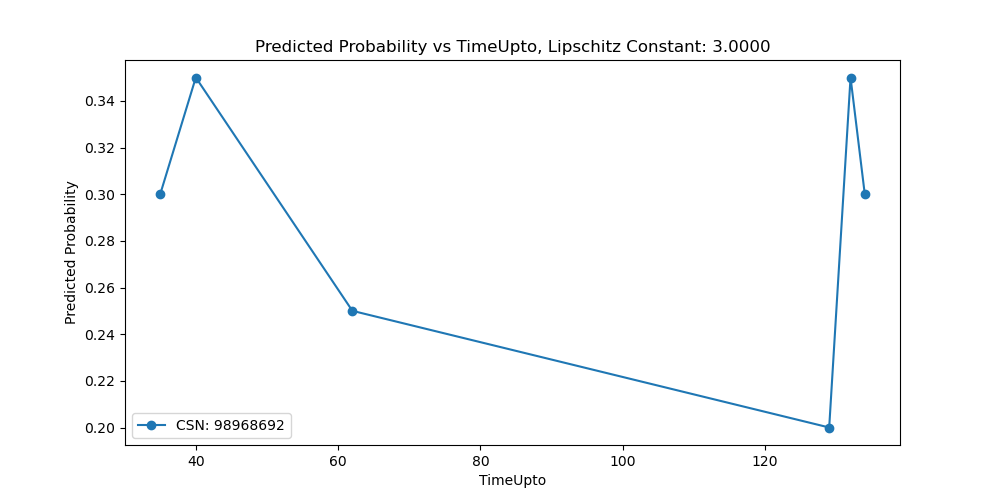 Predicted Probability vs TimeUpto, Lipschitz Constant: 3.0000
Predicted Probability
0.34
0.32
0.30
0.28
0.26
0.24
0.22
0.20
CSN: 98968692
40 60 80 100 120
TimeUpto